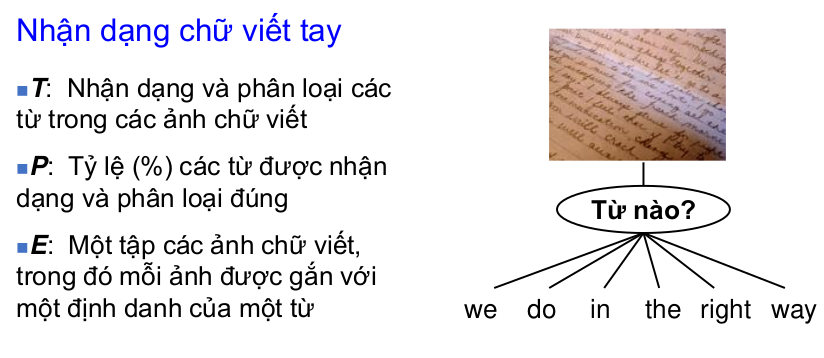 Nhận dạng chữ viết tay
T: Nhận dạng và phân loại các
từ trong các ảnh chữ viết
P: Tỷ lệ (%) các từ được nhận
dạng và phân loại đúng
E: Một tập các ảnh chữ viết,
trong đó mỗi ảnh được gắn với
một định danh của một từ
Từ nào?
we do in the right way